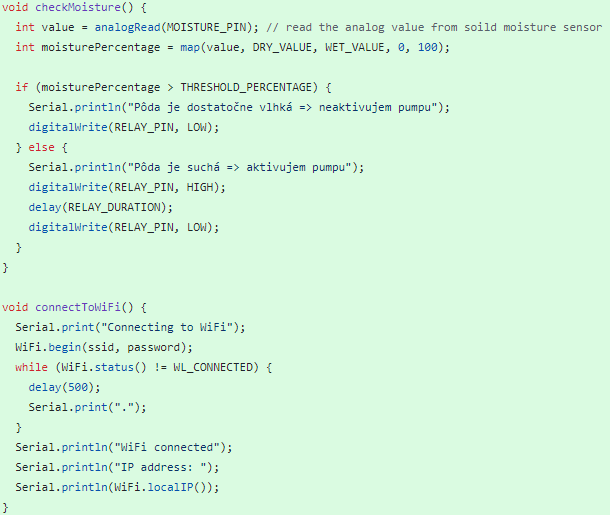 void checkMoisture() {
  int value = analogRead(MOISTURE_PIN); // read the analog value from soild moisture sensor
  int moisturePercentage = map(value, DRY_VALUE, WET_VALUE, 0, 100);

  if (moisturePercentage > THRESHOLD_PERCENTAGE) {
    Serial.println("Pôda je dostatočne vlhká => neaktivujem pumpu");
    digitalWrite(RELAY_PIN, LOW);
  } else {
    Serial.println("Pôda je suchá => aktivujem pumpu");
    digitalWrite(RELAY_PIN, HIGH);
    delay(RELAY_DURATION);
    digitalWrite(RELAY_PIN, LOW);
  }
}

void connectToWiFi() {
  Serial.print("Connecting to WiFi");
  WiFi.begin(ssid, password);
  while (WiFi.status() != WL_CONNECTED) {
    delay(500);
    Serial.print(".");
  }
  Serial.println("WiFi connected");
  Serial.println("IP address: ");
  Serial.println(WiFi.localIP());
}